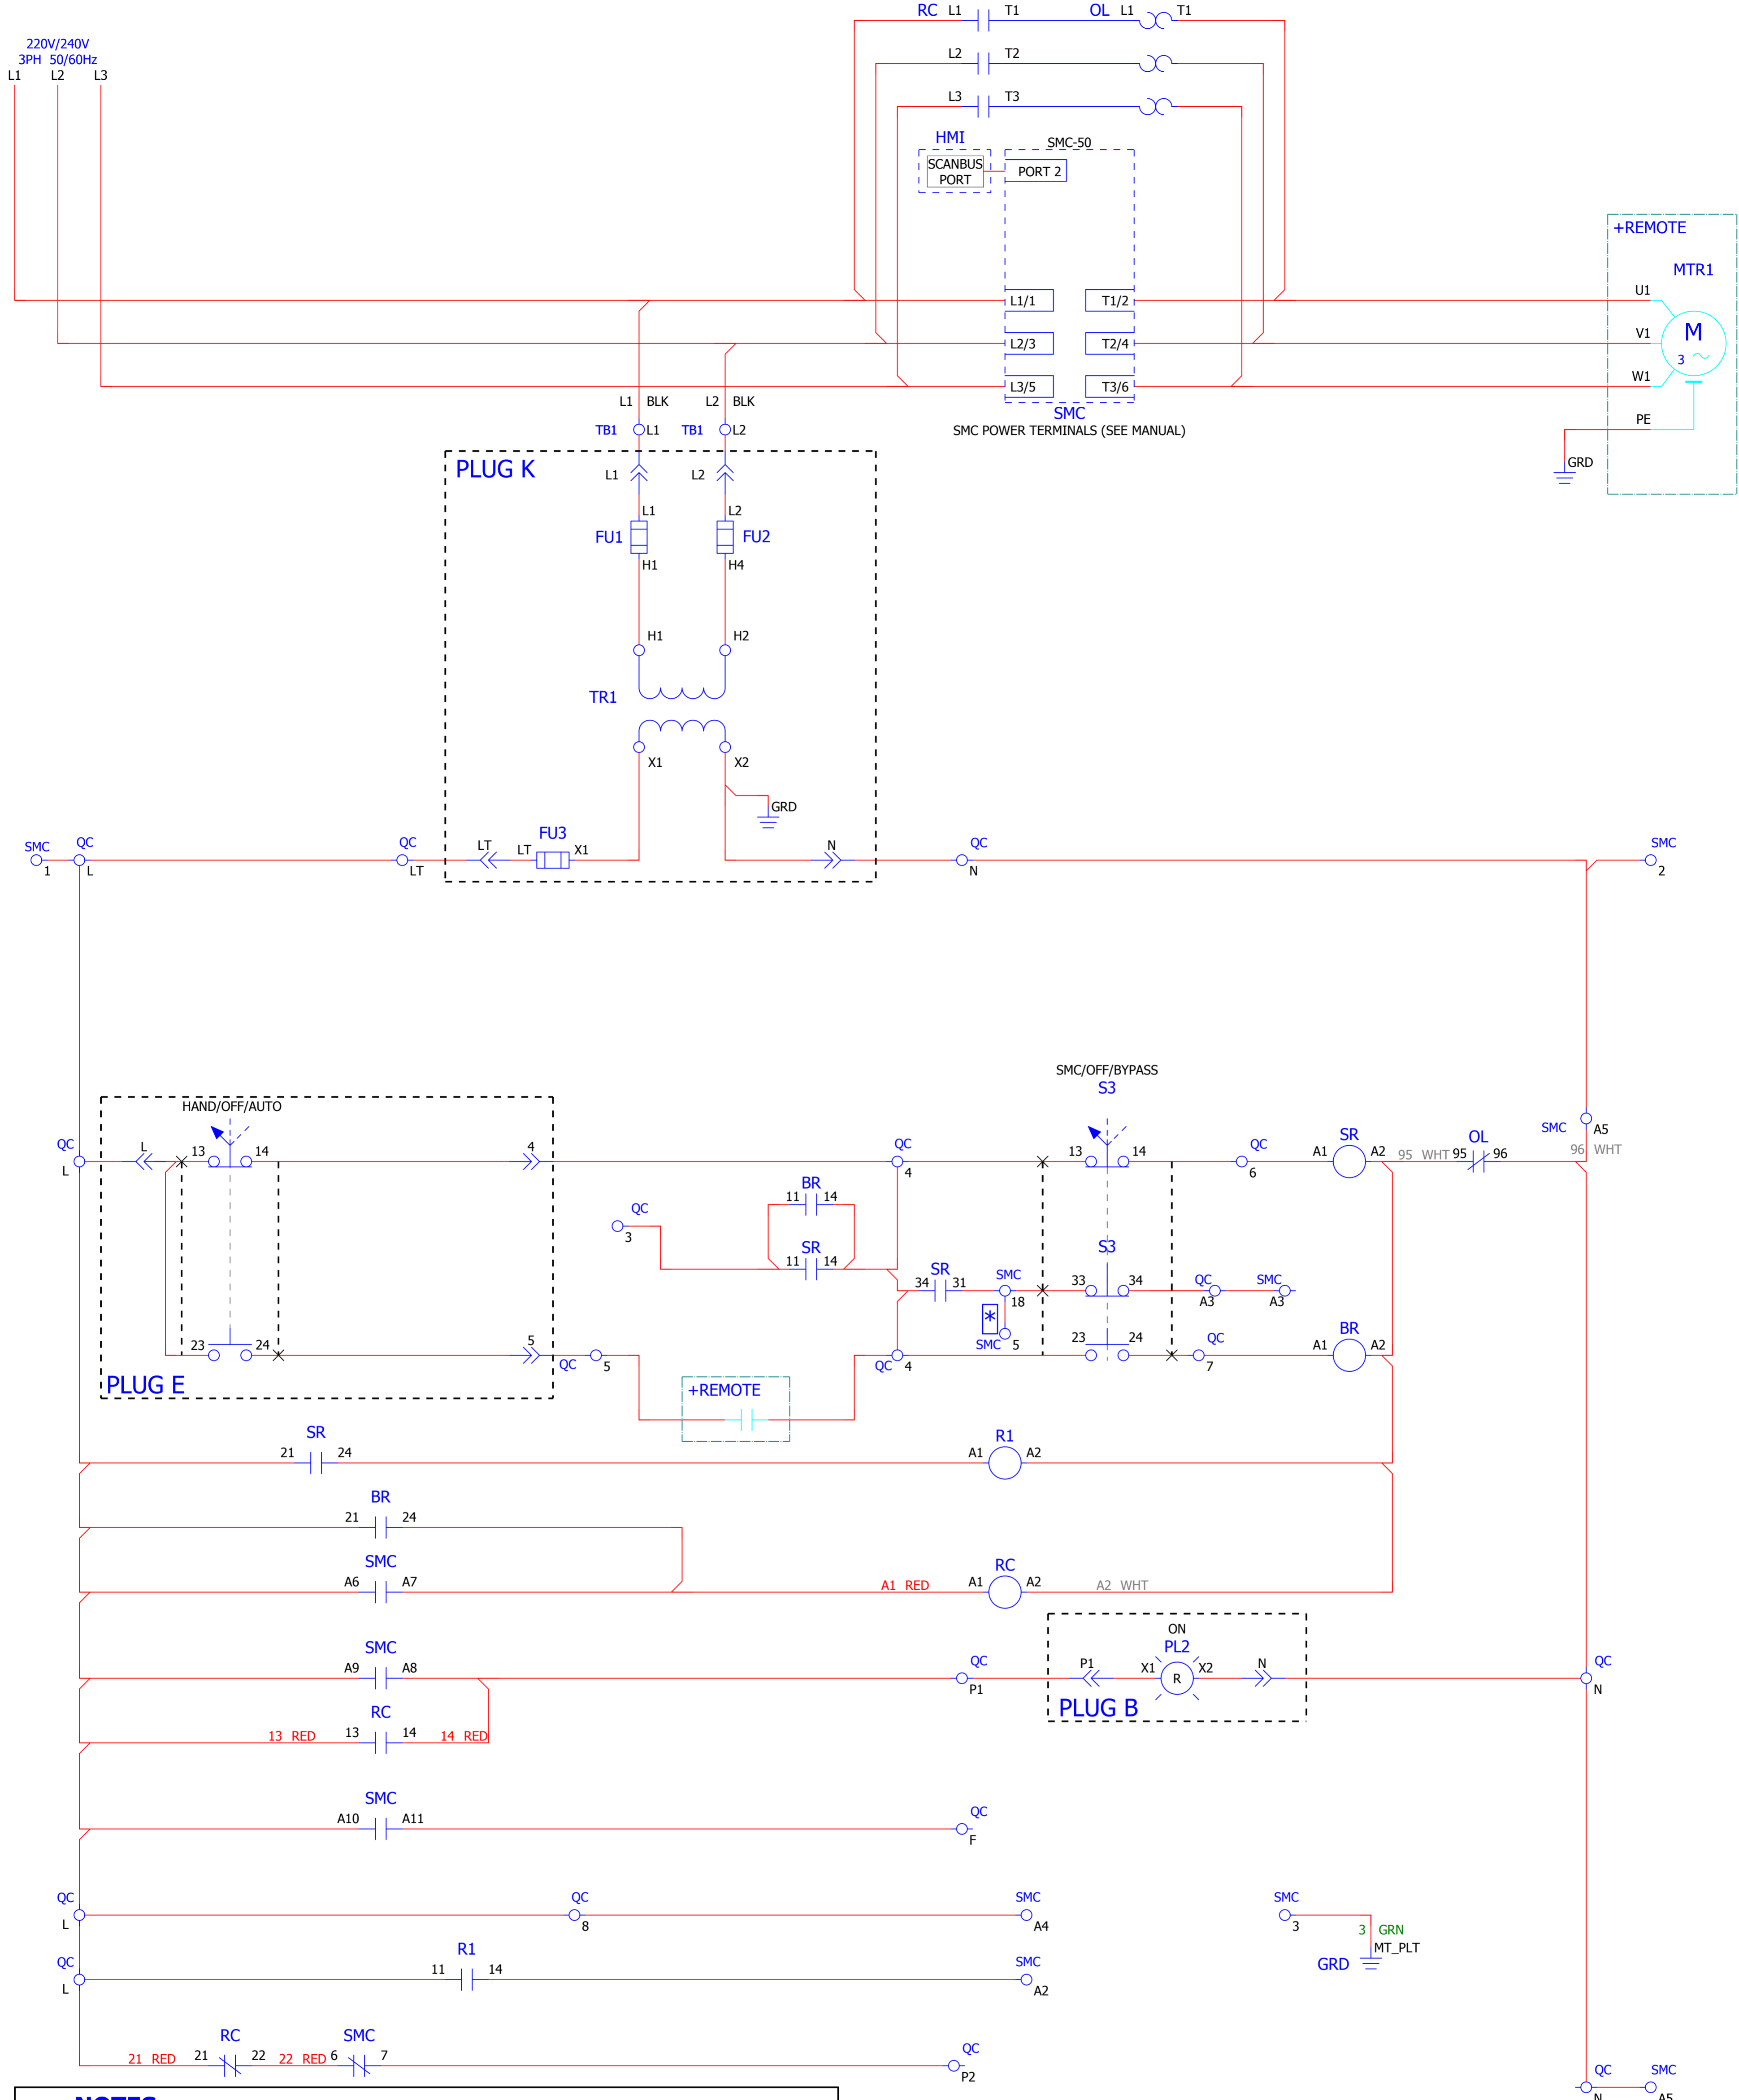 RC L1 T1 OL L1 T1
220V/240V
3PH 50/60Hz
L1 L2 L3
L2 T2
L3 T3
HMI
SMC-50
SCANBUS
PORT
PORT 2
+REMOTE
MTR1
U1
L1/1 T1/2
V1
M
3
L2/3 T2/4
W1
L3/5 T3/6
L1 BLK L2 BLK
SMC
PE
TB1 L1 TB1 L2
SMC POWER TERMINALS (SEE MANUAL)
GRD
PLUG K
L1 L2
L1 L2
FU1 FU2
H1 H4
H1 H2
TR1
X1 X2
GRD
SMC QC QC LT LT FU3 X1 N QC SMC
1 L LT N 2
SMC/OFF/BYPASS
S3
HAND/OFF/AUTO
SMC A5
QC L 13 14 4 QC 13 14 QC SR OL
A1 A2 95 WHT 95 96 96 WHT
L 4 6
BR
11 14
QC
3
SR
11 14
S3
SR
34 31 SMC 33 34 QC SMC
18 A3 A3
*
23 24 5 QC 5 SMC 5 23 24 QC BR
A1 A2
QC 4 7
PLUG E
+REMOTE
SR
21 24
R1
A1 A2
BR
21 24
SMC
A6 A7
RC
A1 RED A1 A2 A2 WHT
ON
PL2
SMC
A9 A8
QC
P1
P1 X1 R X2 N
QC
N
PLUG B
RC
13 RED 13 14 14 RED
SMC
A10 A11
QC
F
QC QC SMC SMC
L 8 A4 3
3 GRN
MT_PLT
GRD
QC R1 SMC
11 14
L A2
RC SMC
21 RED 21 22 22 RED 6 7
QC
P2
QC SMC
N A5
NOTES